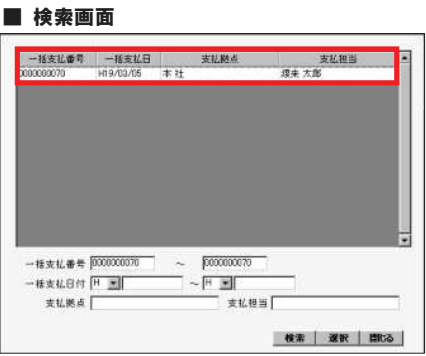 ■ 検索画面
一括支払番号 一括支払日 支払拠点 支払担当
0000000070 H19/03/05 本社 太郎
一括支払番号 0000000070 ～ 0000000070
一括支払日付 H ～ H
支払拠点 支払担当
検索 選択 閉じる